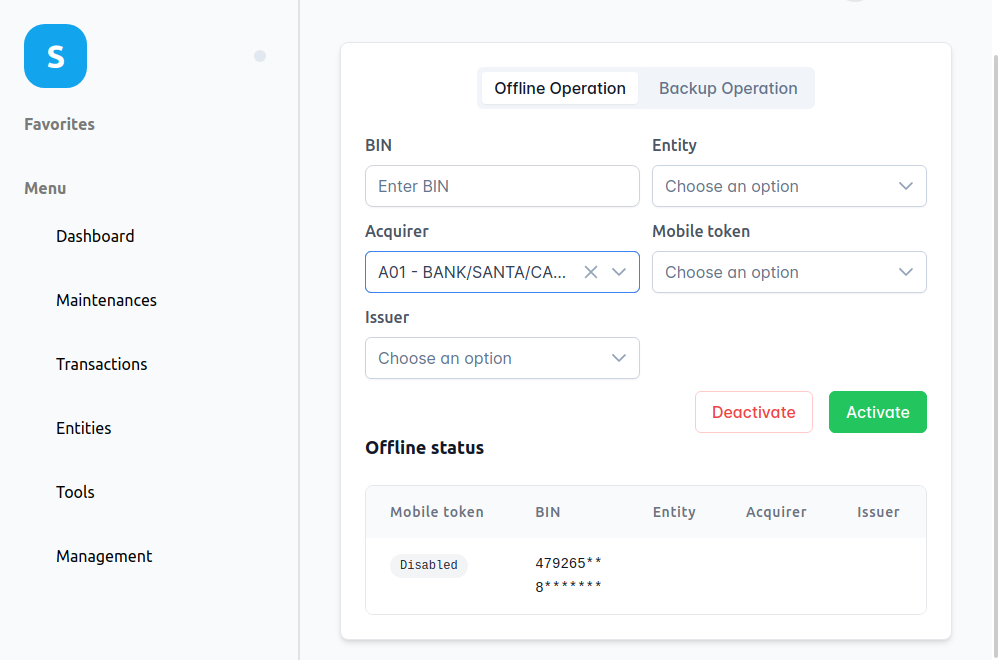 S
Favorites
Menu
Dashboard
Maintenances
Transactions
Entities
Tools
Management
Offline Operation Backup Operation
BIN Entity
Enter BIN Choose an option
Acquirer Mobile token
A01 - BANK/SANTA/CA... Choose an option
Issuer
Choose an option
Deactivate Activate
Offline status
Mobile token BIN Entity Acquirer Issuer
Disabled 479265**
8*******